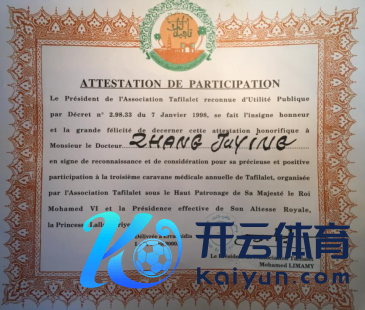 ATTESTATION DE PARTICIPATION
Le Président de l'Association Tafilalet reconnue d'Utilité Publique
par Décret n° 2.98.33 du 7 Janvier 1998, se fait l'insigne honneur
et la grande félicité de decerner cette attestation honorifique à
Monsieur le Docteur ZHANG JUYING
en signe de reconnaissance et de considération pour sa précieuse et positive
participation à la troisième caravane médicale annuelle de Tafilalet, organisée
par l'Association Tafilalet sous le Haut Patronage de Sa Majesté le Roi
Mohamed VI et la Présidence effective de Son Altesse Royale,
la Princesse Lalla
2000
开云体育
kaiyun.com
Le
Mohamed LIMAMY